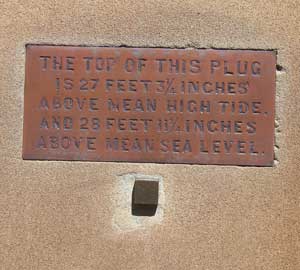 THE TOP OF THIS PLUG
IS 27 FEET 3¼ INCHES
ABOVE MEAN HIGH TIDE.
AND 28 FEET 11¼ INCHES
ABOVE MEAN SEA LEVEL.